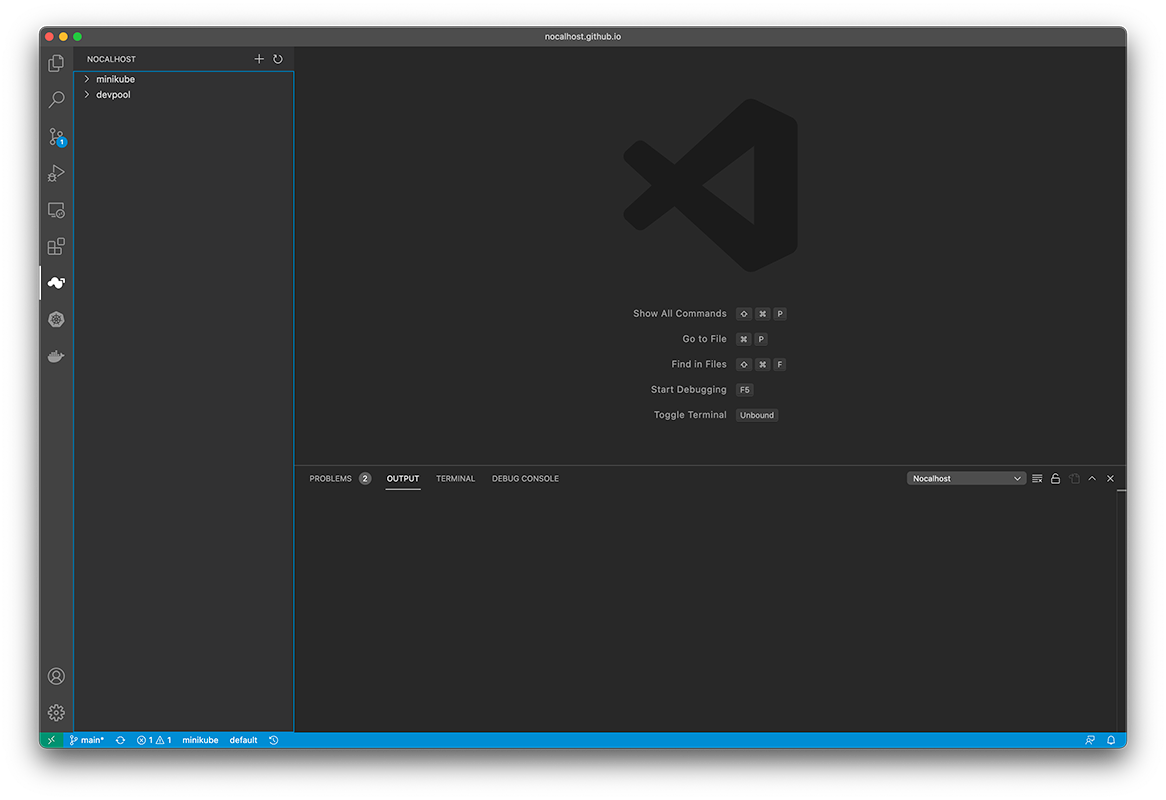 nocalhost.github.io
NOCALHOST
minikube
devpool
1
Show All Commands ⇧ ⌘ P
Go to File ⌘ P
Find in Files ⇧ ⌘ F
Start Debugging F5
Toggle Terminal Unbound
PROBLEMS 2 OUTPUT TERMINAL DEBUG CONSOLE Nocalhost
main* 1 1 minikube default